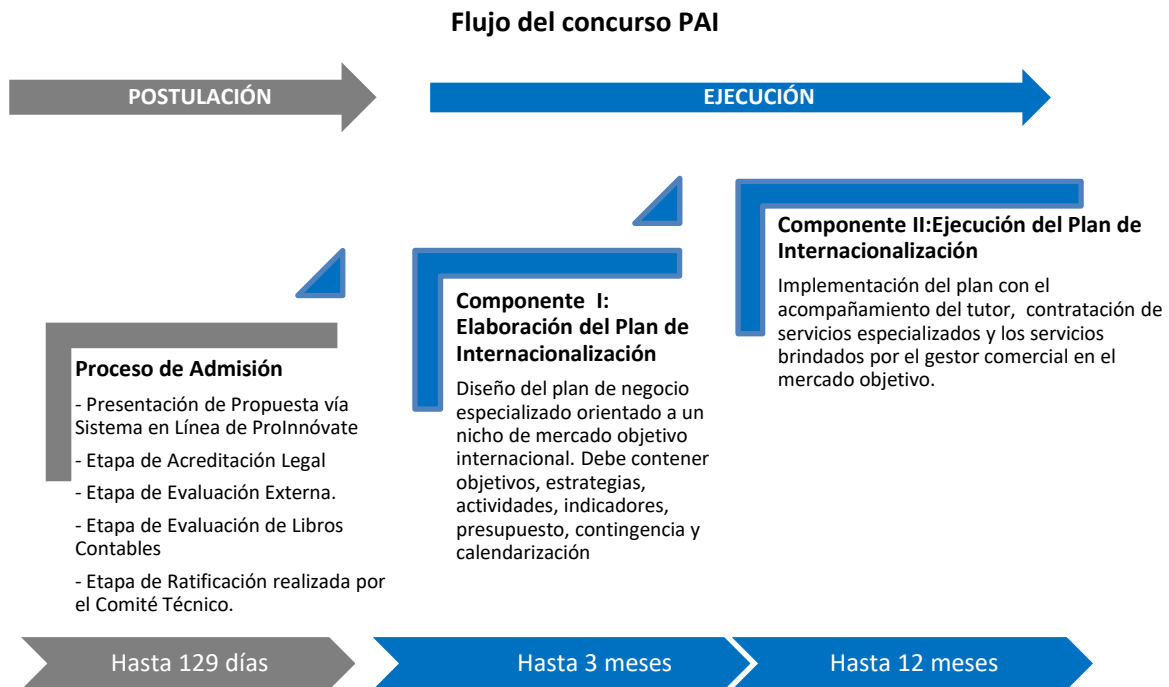 Flujo del concurso PAI
POSTULACIÓN
EJECUCIÓN
Proceso de Admisión
- Presentación de Propuesta vía
Sistema en Línea de ProInnóvate
- Etapa de Acreditación Legal
- Etapa de Evaluación Externa.
- Etapa de Evaluación de Libros
Contables
- Etapa de Ratificación realizada por
el Comité Técnico.
Componente I:
Elaboración del Plan de
Internacionalización
Diseño del plan de negocio
especializado orientado a un
nicho de mercado objetivo
internacional. Debe contener
objetivos, estrategias,
actividades, indicadores,
presupuesto, contingencia y
calendarización
Componente II:Ejecución del Plan de
Internacionalización
Implementación del plan con el
acompañamiento del tutor, contratación de
servicios especializados y los servicios
brindados por el gestor comercial en el
mercado objetivo.
Hasta 129 días
Hasta 3 meses
Hasta 12 meses